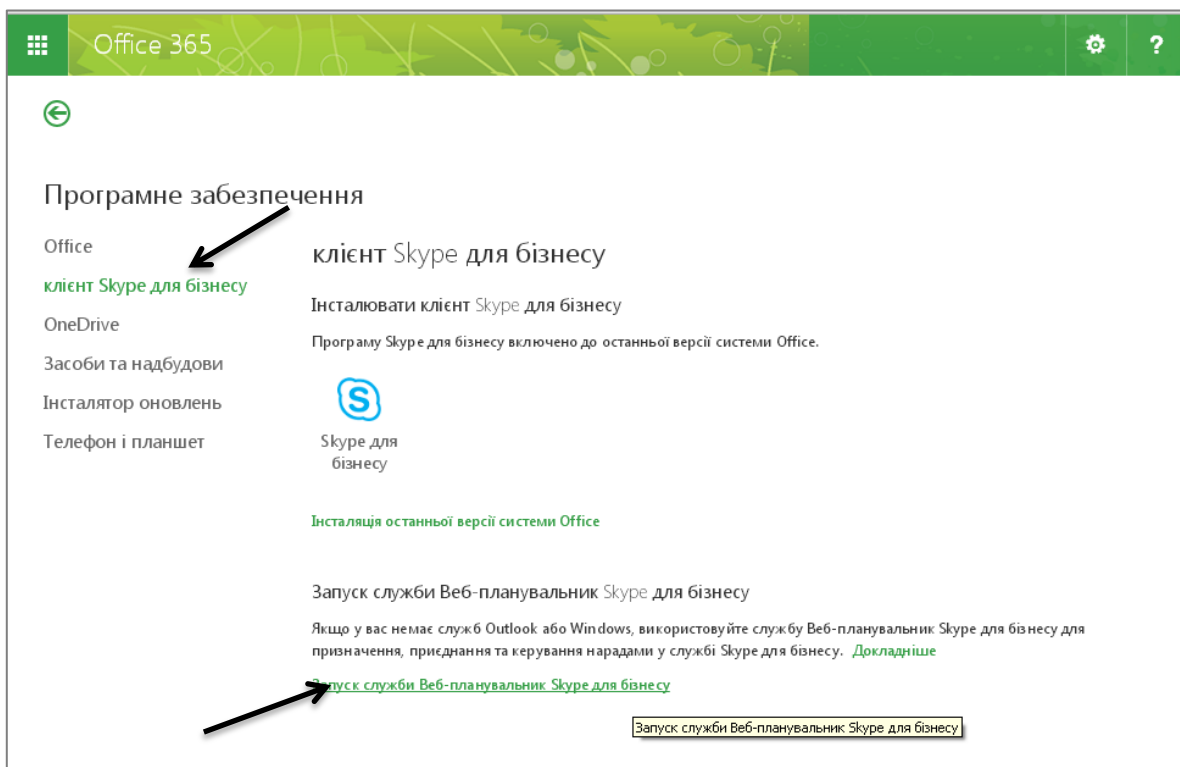 Office 365
?
Програмне забезпечення
Office
клієнт Skype для бізнесу
OneDrive
Засоби та надбудови
Інсталятор оновлень
Телефон і планшет
клієнт Skype для бізнесу
Інсталювати клієнт Skype для бізнесу
Програму Skype для бізнесу включено до останньої версії системи Office.
Skype для
бізнесу
Інсталяція останньої версії системи Office
Запуск служби Веб-планувальник Skype для бізнесу
Якщо у вас немає служб Outlook або Windows, використовуйте службу Веб-планувальник Skype для бізнесу для
призначення, приєднання та керування нарадами у службі Skype для бізнесу. Докладніше
Запуск служби Веб-планувальник Skype для бізнесу
Запуск служби Веб-планувальник Skype для бізнесу